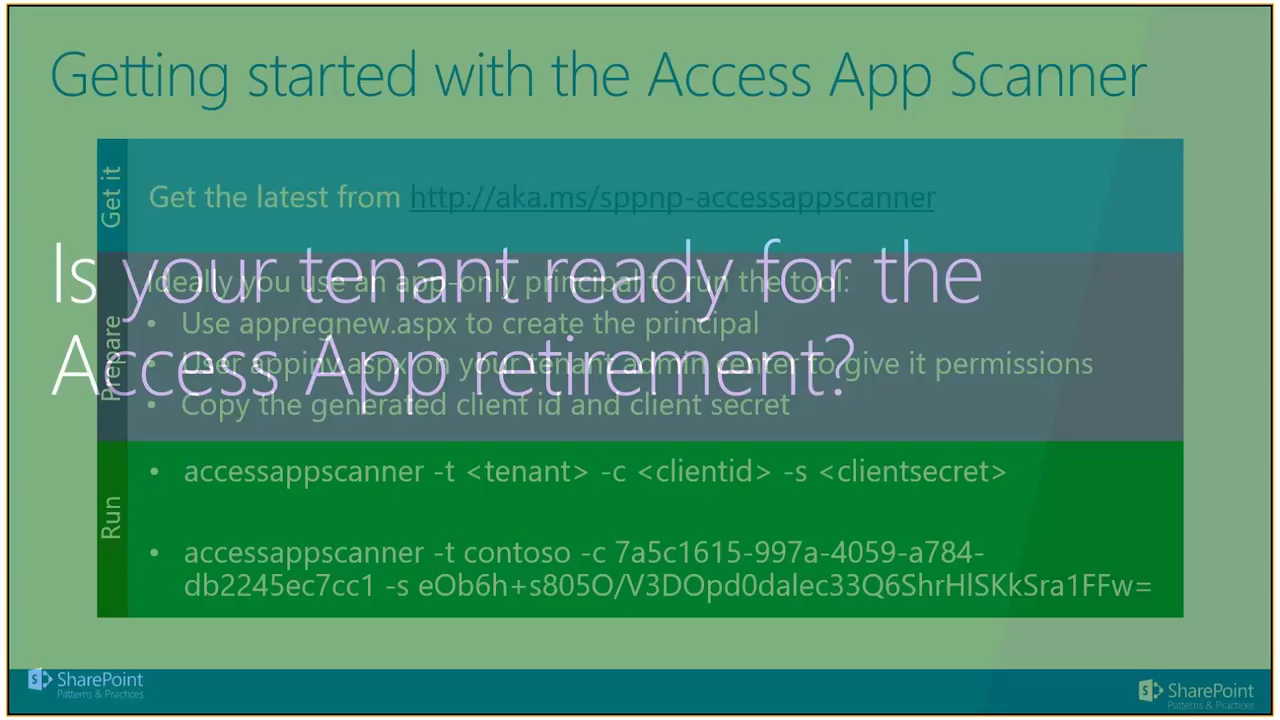 Getting started with the Access App Scanner
Get it
Get the latest from http://aka.ms/sppnp-accessappscanner
Is your tenant ready for the
Access App retirement?
Prepare
Ideally you use an app-only principal to run the tool:
• Use appregnew.aspx to create the principal
• User appinv.aspx on your tenant admin center to give it permissions
• Copy the generated client id and client secret
Run
• accessappscanner -t <tenant> -c <clientid> -s <clientsecret>
• accessappscanner -t contoso -c 7a5c1615-997a-4059-a784-
db2245ec7cc1 -s eOb6h+s805O/V3DOpd0dalec33Q6ShrHlSKkSra1FFw=
SharePoint
Patterns & Practices
SharePoint
Patterns & Practices